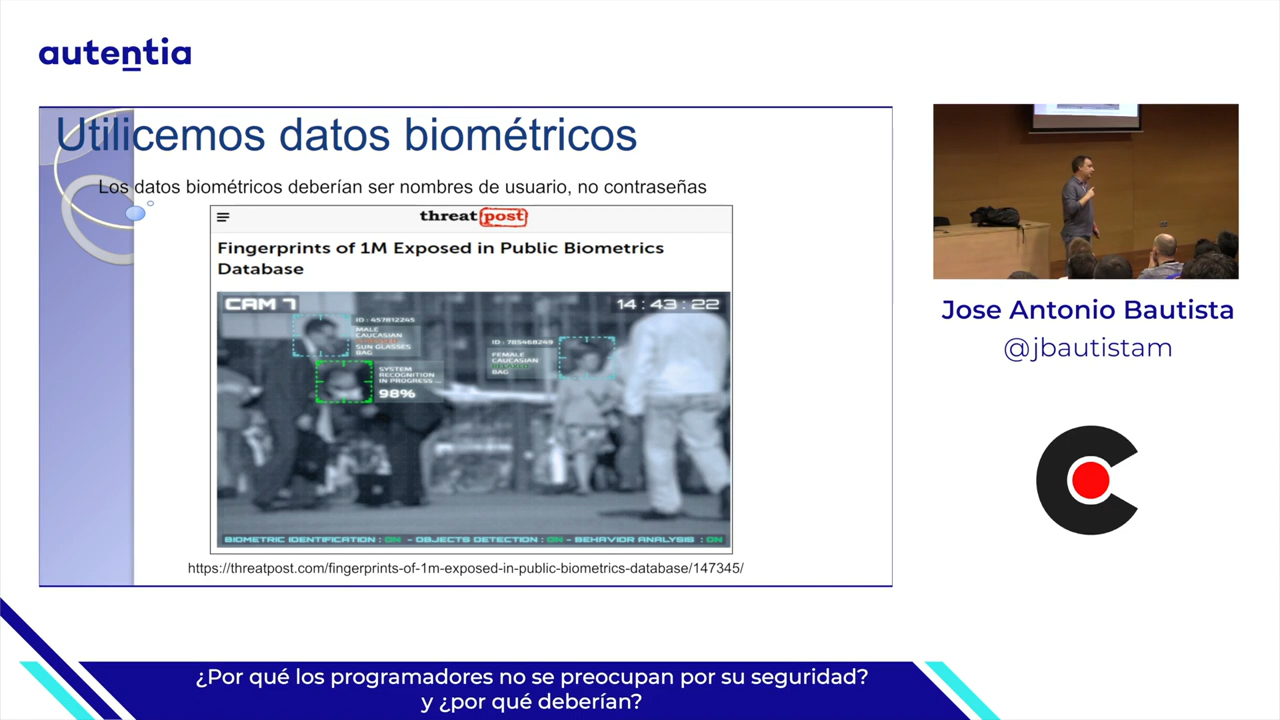 autentia
Utilicemos datos biométricos
Los datos biométricos deberían ser nombres de usuario, no contraseñas
threatpost
Fingerprints of 1M Exposed in Public Biometrics
Database
CAM 7
14:43:22
ID : 457812245
MALE
CAUCASIAN
SUN GLASSES
BAG
SYSTEM
RECOGNITION
IN PROGRESS ...
98%
ID : 785468249
FEMALE
CAUCASIAN
RELAXED
BAG
BIOMETRIC IDENTIFICATION : ON - OBJECTS DETECTION : ON - BEHAVIOR ANALYSIS : ON
https://threatpost.com/fingerprints-of-1m-exposed-in-public-biometrics-database/147345/
Jose Antonio Bautista
@jbautistam
¿Por qué los programadores no se preocupan por su seguridad?
y ¿por qué deberían?